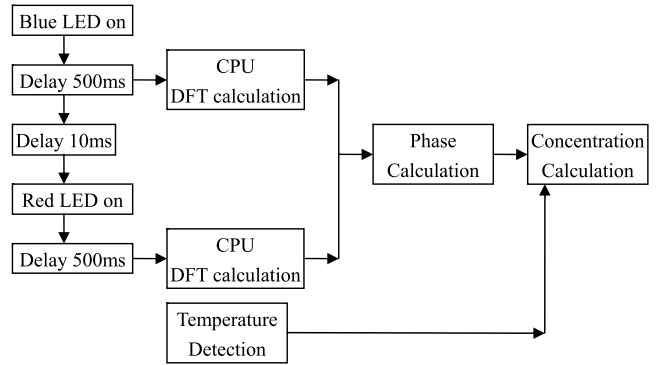 Blue LED on
Delay 500ms
CPU
DFT calculation
Delay 10ms
Phase
Calculation
Concentration
Calculation
Red LED on
Delay 500ms
CPU
DFT calculation
Temperature
Detection